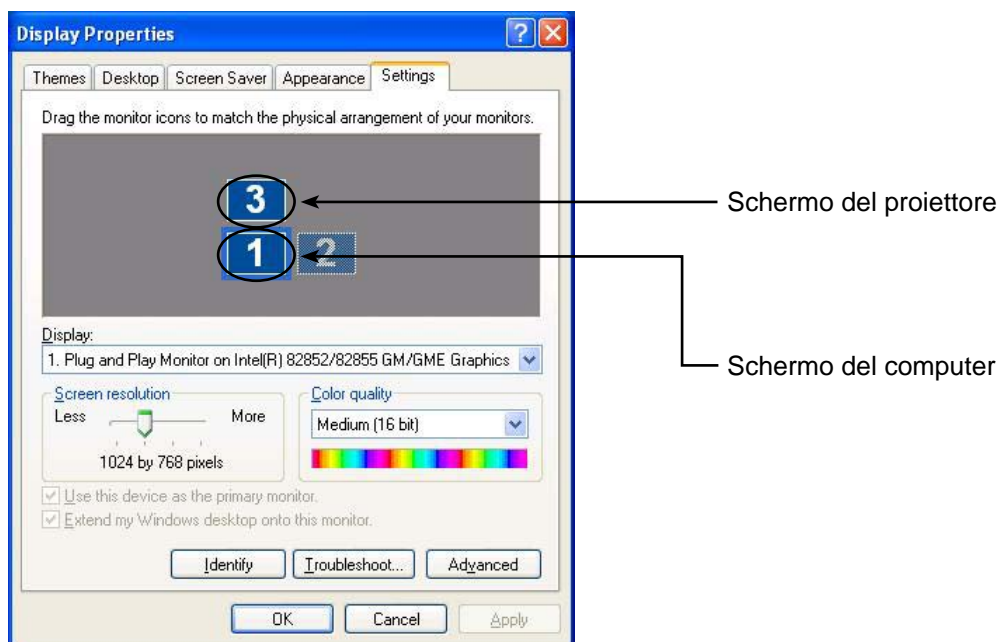 Display Properties
Themes Desktop Screen Saver Appearance Settings
Drag the monitor icons to match the physical arrangement of your monitors.
3
Schermo del proiettore
1 2
Display:
1. Plug and Play Monitor on Intel(R) 82852/82855 GM/GME Graphics
Schermo del computer
Screen resolution
Less More
1024 by 768 pixels
Color quality
Medium (16 bit)
Use this device as the primary monitor.
Extend my Windows desktop onto this monitor.
Identify Troubleshoot... Advanced
OK Cancel Apply